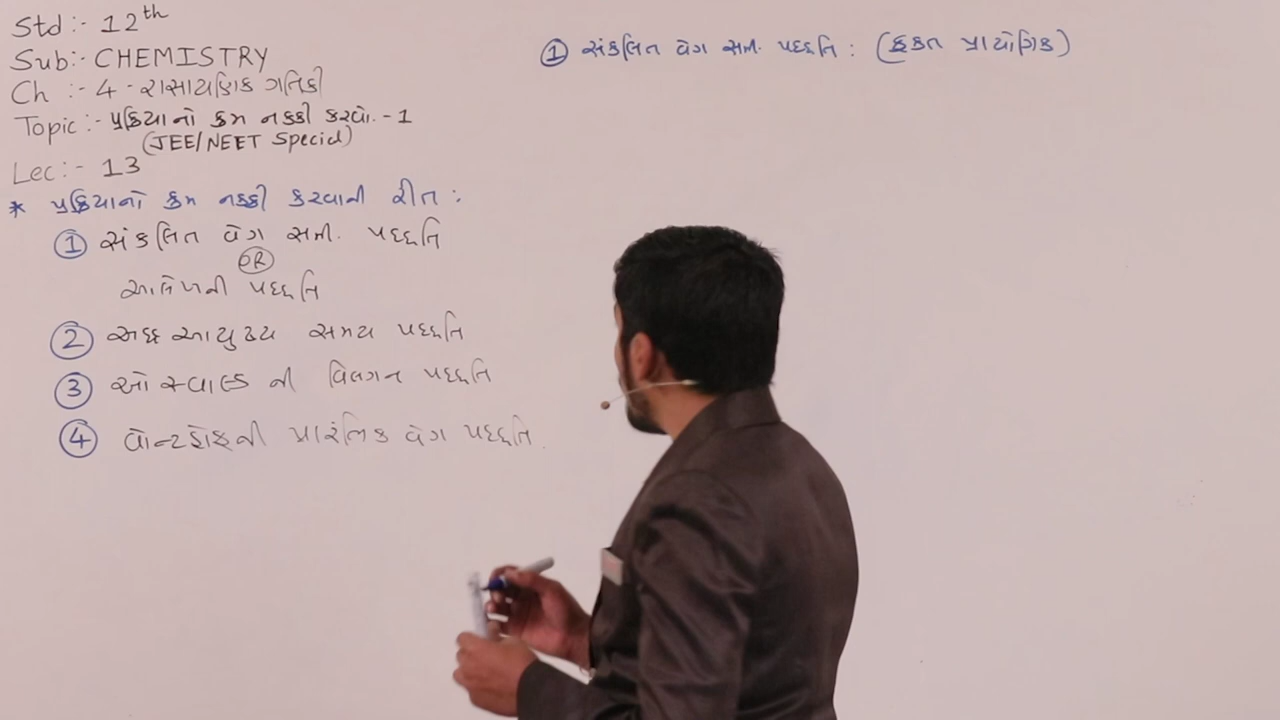 Std :- 12th
Sub:- CHEMISTRY
Ch :- 4 - રાસાયણિક ગતિકી
Topic :- પ્રક્રિયાનો ક્રમ નક્કી કરવો. - 1
(JEE/NEET Special)
Lec :- 13
* પ્રક્રિયાનો ક્રમ નક્કી કરવાની રીત :
① સંકલિત વેગ સમી. પદ્ધતિ
OR
આલેખની પદ્ધતિ
② અર્ધ આયુષ્ય સમય પદ્ધતિ
③ ઓસ્વાલ્ડ ની વિલગન પદ્ધતિ
④ વોન્ટહોફની પ્રારંભિક વેગ પદ્ધતિ.
① સંકલિત વેગ સમી. પદ્ધતિ : (ફકત પ્રાયોગિક)